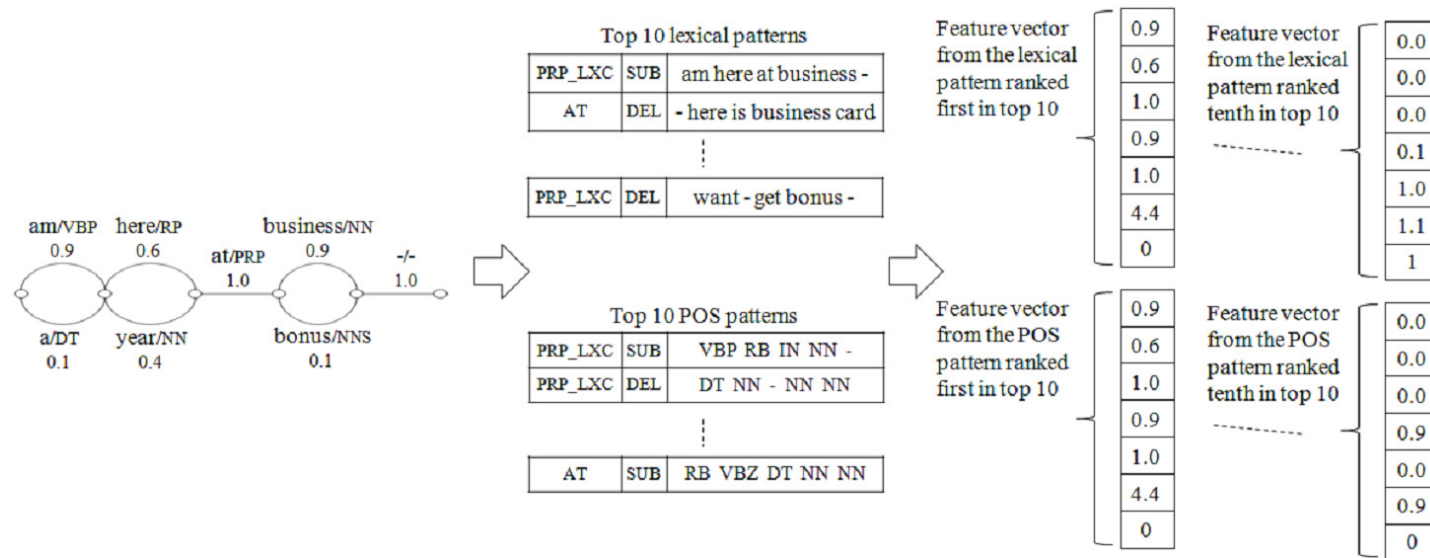 am/VBP here/RP business/NN
0.9 0.6 at/PRP 0.9 -/-
1.0 1.0
a/DT year/NN bonus/NNS
0.1 0.4 0.1
Top 10 lexical patterns
PRP_LXC SUB am here at business -
AT DEL - here is business card
PRP_LXC DEL want - get bonus -
Top 10 POS patterns
PRP_LXC SUB VBP RB IN NN -
PRP_LXC DEL DT NN - NN NN
AT SUB RB VBZ DT NN NN
Feature vector
from the lexical
pattern ranked
first in top 10
0.9
0.6
1.0
0.9
1.0
4.4
0
Feature vector
from the lexical
pattern ranked
tenth in top 10
0.0
0.0
0.0
0.1
1.0
1.1
1
Feature vector
from the POS
pattern ranked
first in top 10
0.9
0.6
1.0
0.9
1.0
4.4
0
Feature vector
from the POS
pattern ranked
tenth in top 10
0.0
0.0
0.0
0.9
0.0
0.9
0